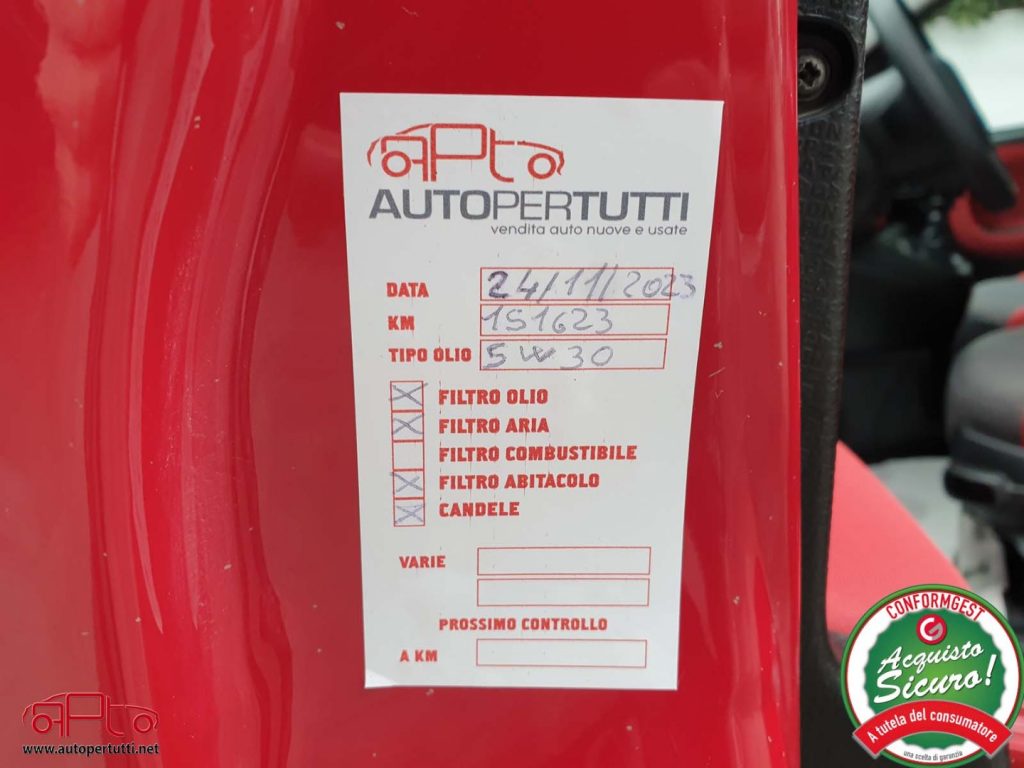 APto
AUTOPERTUTTI
vendita auto nuove e usate
DATA 24/11/2023
KM 151623
TIPO OLIO 5W30
FILTRO OLIO
FILTRO ARIA
FILTRO COMBUSTIBILE
FILTRO ABITACOLO
CANDELE
VARIE
PROSSIMO CONTROLLO
A KM
APto
www.autopertutti.net
CONFORMGEST
Acquisto
Sicuro!
A tutela del consumatore
una scelta di garanzia